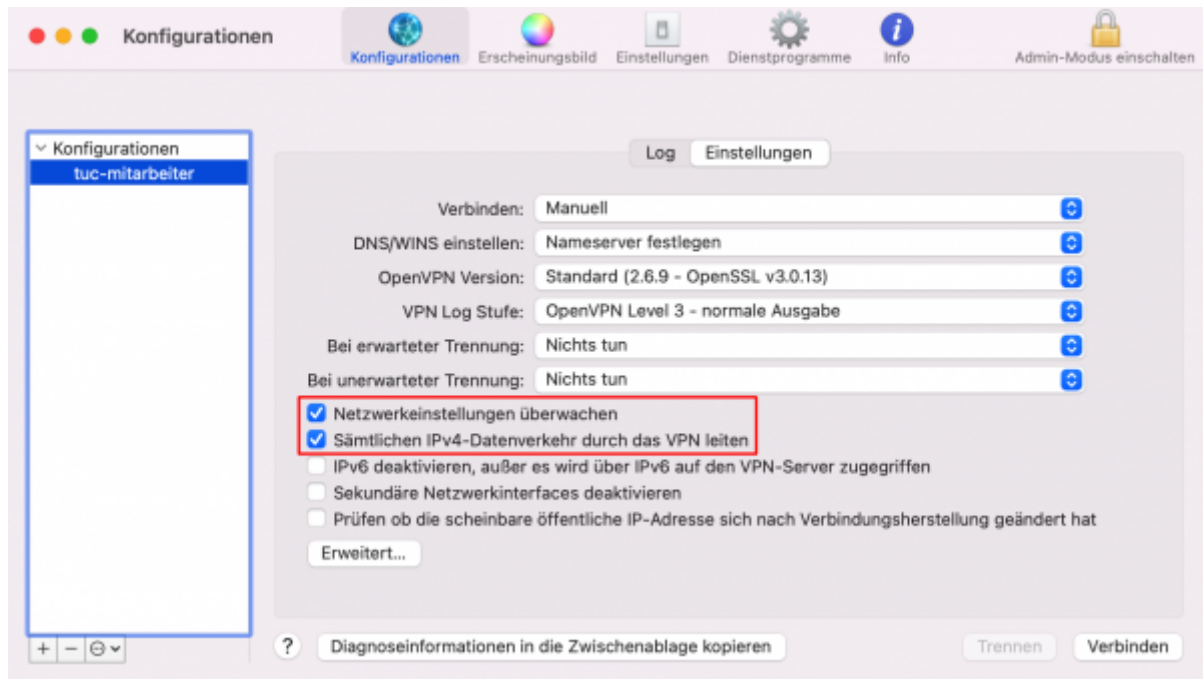 Konfigurationen
Konfigurationen Erscheinungsbild Einstellungen Dienstprogramme Info Admin-Modus einschalten
Konfigurationen
tuc-mitarbeiter
Log Einstellungen
Verbinden: Manuell
DNS/WINS einstellen: Nameserver festlegen
OpenVPN Version: Standard (2.6.9 - OpenSSL v3.0.13)
VPN Log Stufe: OpenVPN Level 3 - normale Ausgabe
Bei erwarteter Trennung: Nichts tun
Bei unerwarteter Trennung: Nichts tun
Netzwerkeinstellungen überwachen
Sämtlichen IPv4-Datenverkehr durch das VPN leiten
IPv6 deaktivieren, außer es wird über IPv6 auf den VPN-Server zugegriffen
Sekundäre Netzwerkinterfaces deaktivieren
Prüfen ob die scheinbare öffentliche IP-Adresse sich nach Verbindungsherstellung geändert hat
Erweitert...
? Diagnoseinformationen in die Zwischenablage kopieren Trennen Verbinden